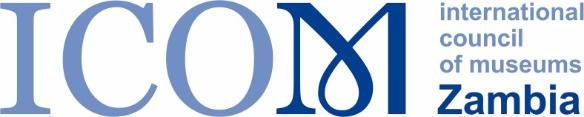 ICOM
international
council
of museums
Zambia